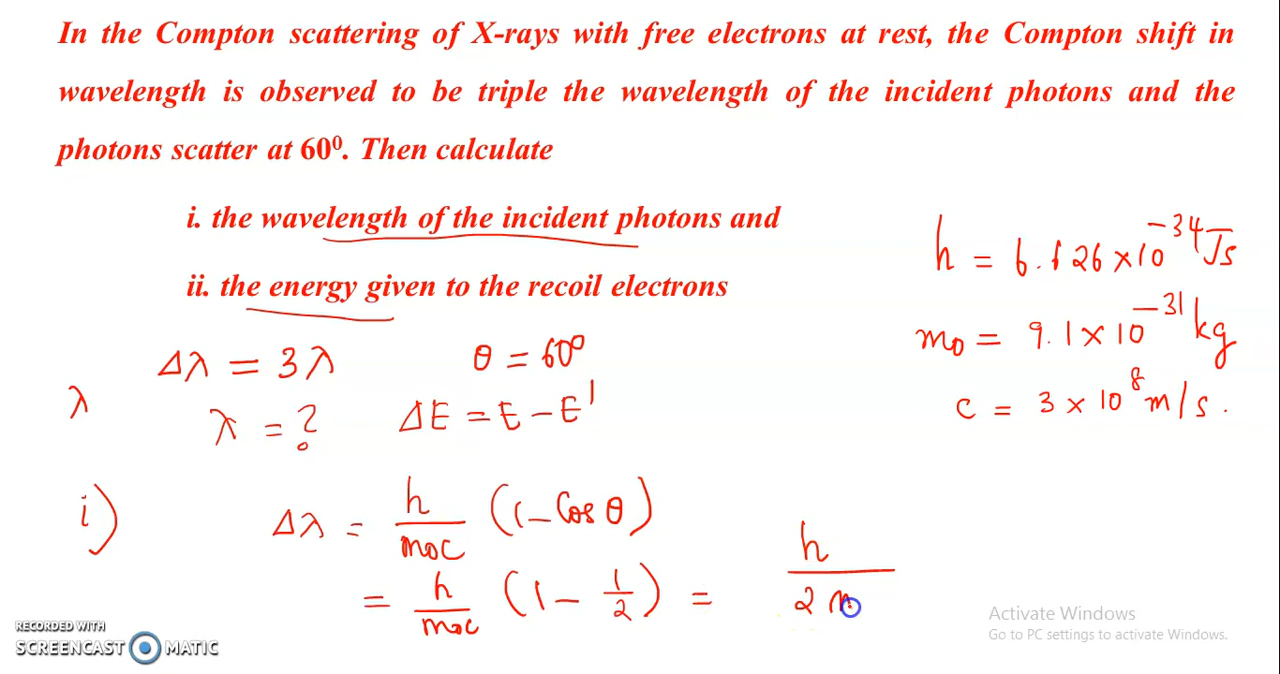 In the Compton scattering of X-rays with free electrons at rest, the Compton shift in
wavelength is observed to be triple the wavelength of the incident photons and the
photons scatter at 60⁰. Then calculate
i. the wavelength of the incident photons and
ii. the energy given to the recoil electrons
h = 6.626 × 10⁻³⁴ Js
m₀ = 9.1 × 10⁻³¹ kg
c = 3 × 10⁸ m/s.
Δλ = 3λ θ = 60⁰
λ
λ = ? ΔE = E − E'
i) Δλ = h/m₀c (1 − Cos θ)
= h/m₀c (1 − 1/2) = h/2m
Activate Windows
Go to PC settings to activate Windows.
RECORDED WITH
SCREENCAST MATIC